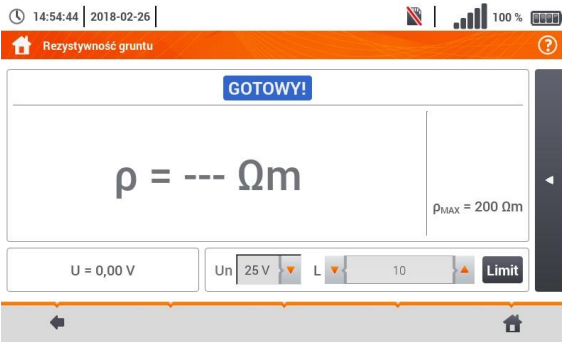 14:54:44 2018-02-26 100 %
Rezystywność gruntu ?
GOTOWY!
ρ = --- Ωm
ρMAX = 200 Ωm
U = 0,00 V Un 25 V L 10 Limit